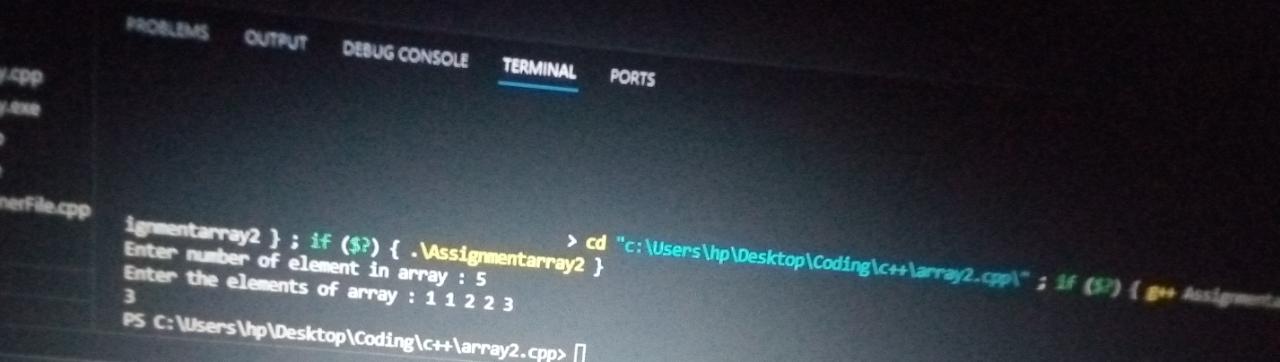 PROBLEMS OUTPUT DEBUG CONSOLE TERMINAL PORTS
y.cpp
y.exe
nerFile.cpp
> cd "c:\Users\hp\Desktop\Coding\c++\array2.cpp\" ; if ($?) { g++ Assignmenta
ignmentarray2 } ; if ($?) { .\Assignmentarray2 }
Enter number of element in array : 5
Enter the elements of array : 1 1 2 2 3
3
PS C:\Users\hp\Desktop\Coding\c++\array2.cpp>